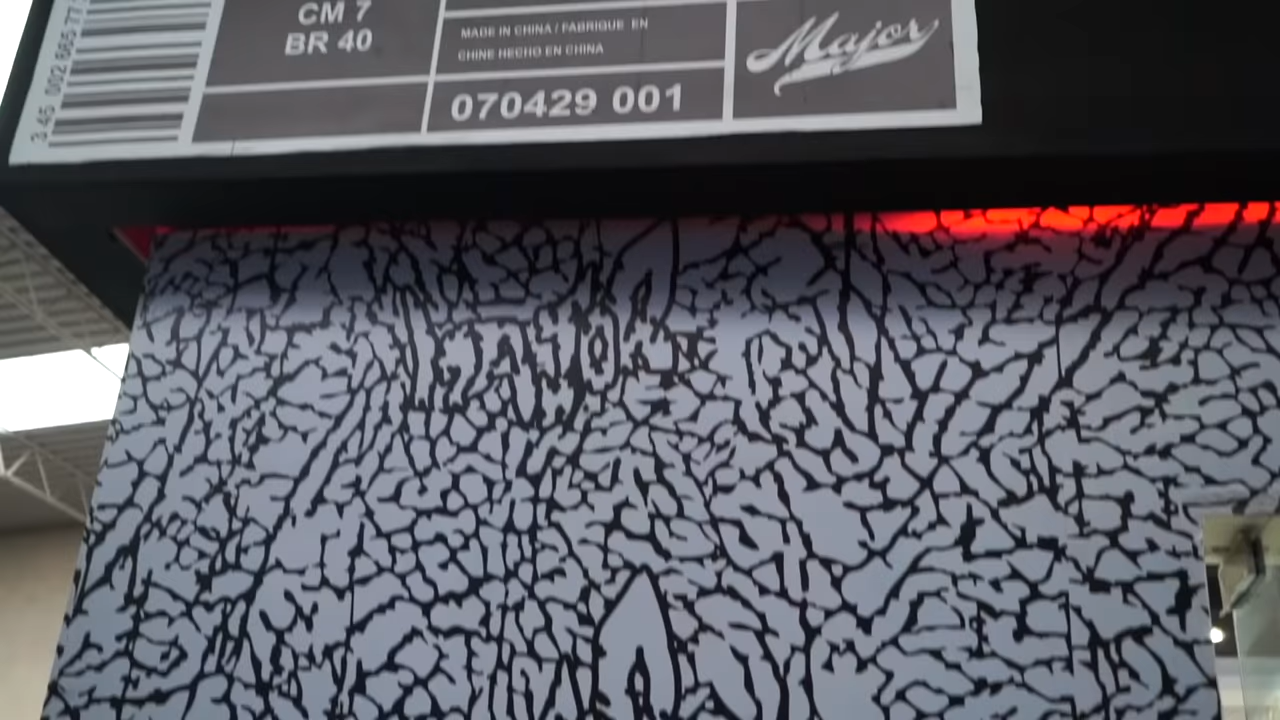 CM 7
BR 40
MADE IN CHINA / FABRIQUE EN
CHINE HECHO EN CHINA
070429 001
Major